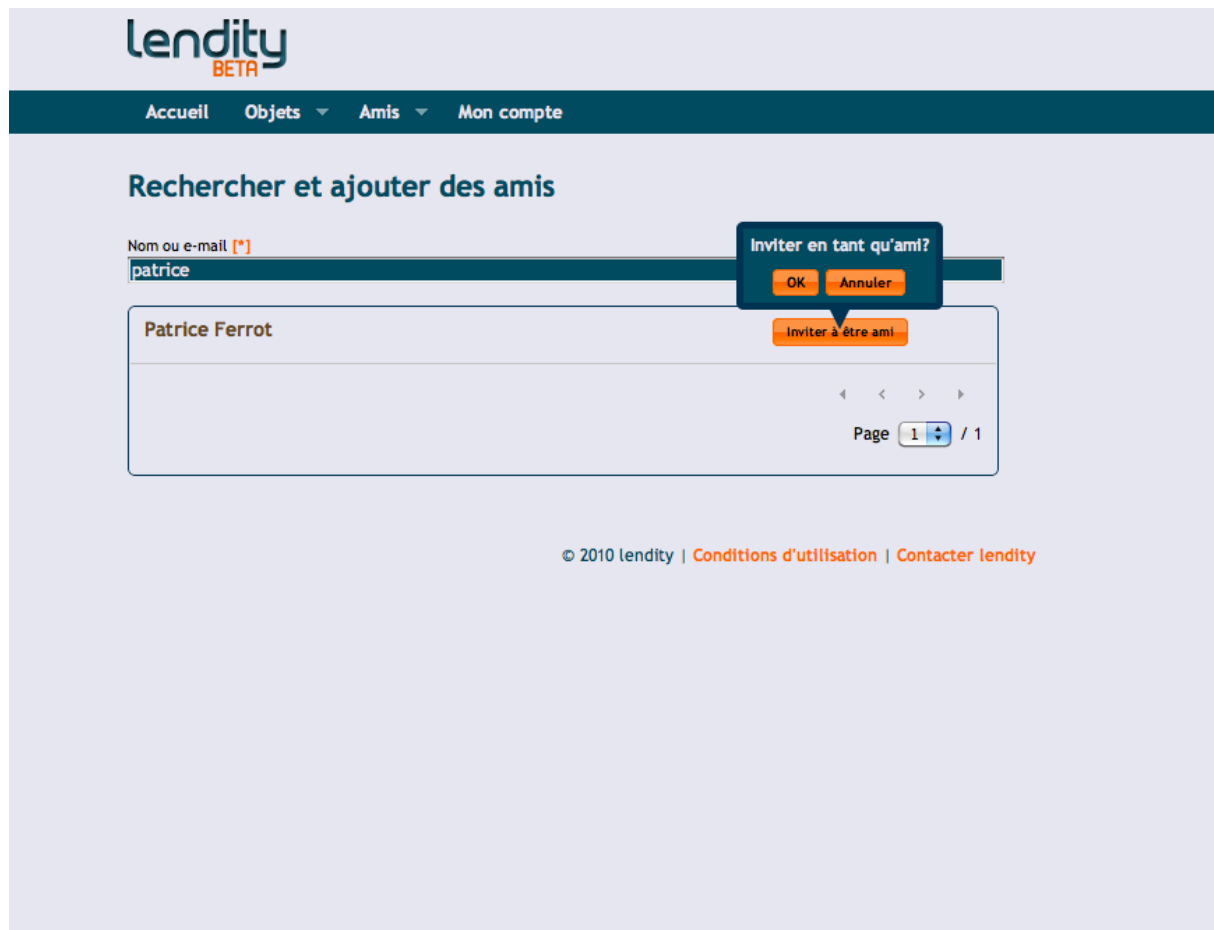 lendity
BETA
Accueil Objets Amis Mon compte
Rechercher et ajouter des amis
Nom ou e-mail [*]
patrice
Inviter en tant qu'ami?
OK Annuler
Patrice Ferrot
Inviter à être ami
Page 1 / 1
© 2010 lendity | Conditions d'utilisation | Contacter lendity